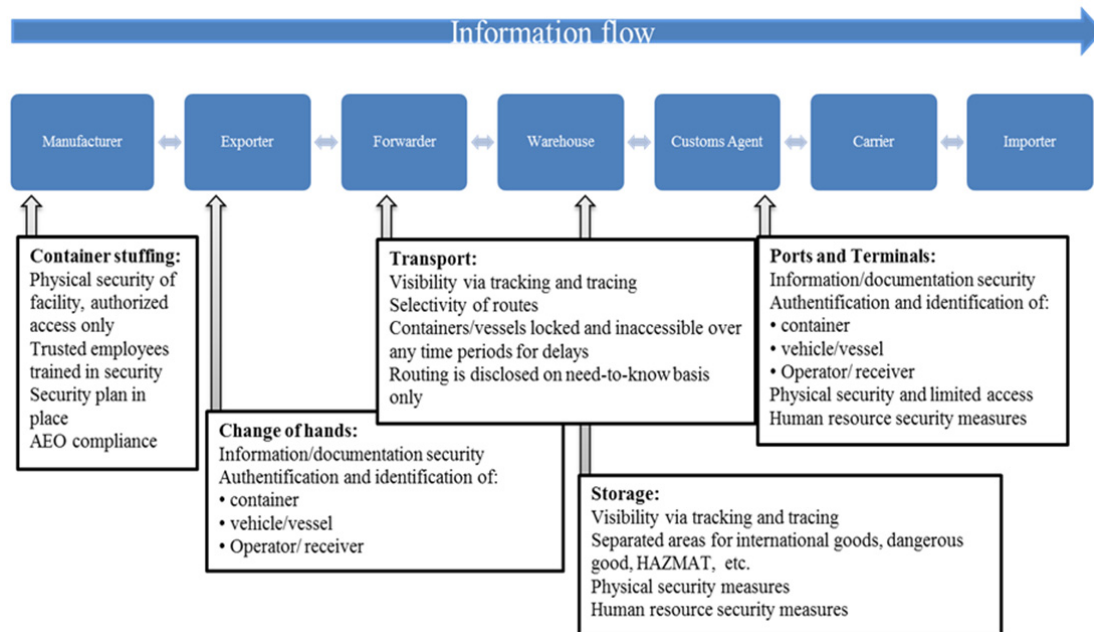 Information flow
Manufacturer
Exporter
Forwarder
Warehouse
Customs Agent
Carrier
Importer
Container stuffing:
Physical security of
facility, authorized
access only
Trusted employees
trained in security
Security plan in
place
AEO compliance
Change of hands:
Information/documentation security
Authentification and identification of:
• container
• vehicle/vessel
• Operator/ receiver
Transport:
Visibility via tracking and tracing
Selectivity of routes
Containers/vessels locked and inaccessible over
any time periods for delays
Routing is disclosed on need-to-know basis
only
Storage:
Visibility via tracking and tracing
Separated areas for international goods, dangerous
good, HAZMAT, etc.
Physical security measures
Human resource security measures
Ports and Terminals:
Information/documentation security
Authentification and identification of:
• container
• vehicle/vessel
• Operator/ receiver
Physical security and limited access
Human resource security measures